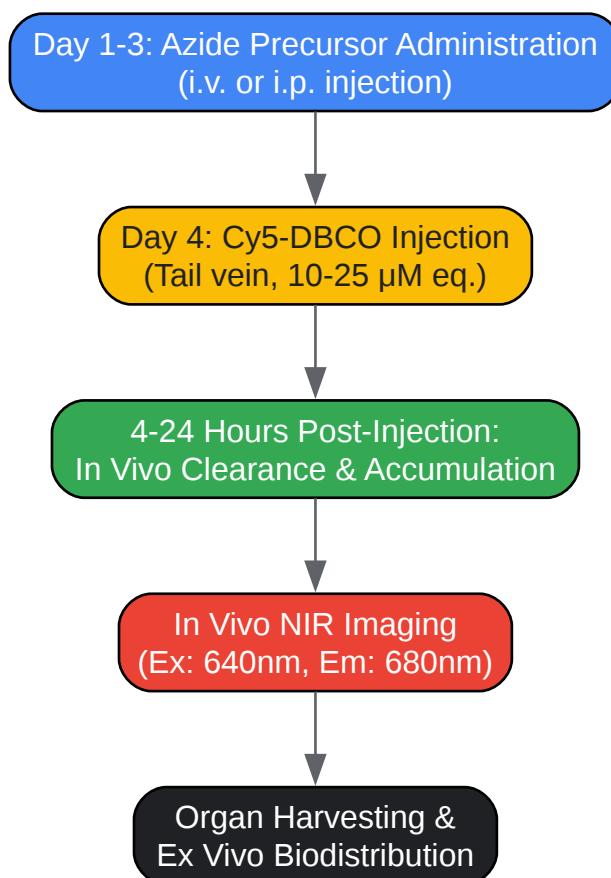 Day 1-3: Azide Precursor Administration
(i.v. or i.p. injection)
Day 4: Cy5-DBCO Injection
(Tail vein, 10-25 μM eq.)
4-24 Hours Post-Injection:
In Vivo Clearance & Accumulation
In Vivo NIR Imaging
(Ex: 640nm, Em: 680nm)
Organ Harvesting &
Ex Vivo Biodistribution